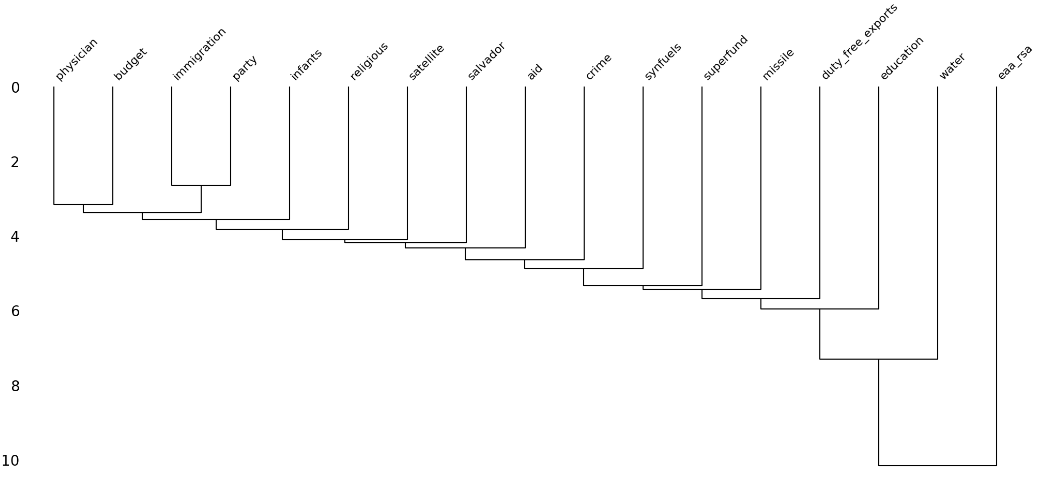 physician
budget
immigration
party
infants
religious
satellite
salvador
aid
crime
synfuels
superfund
missile
duty_free_exports
education
water
eaa_rsa
0
2
4
6
8
10